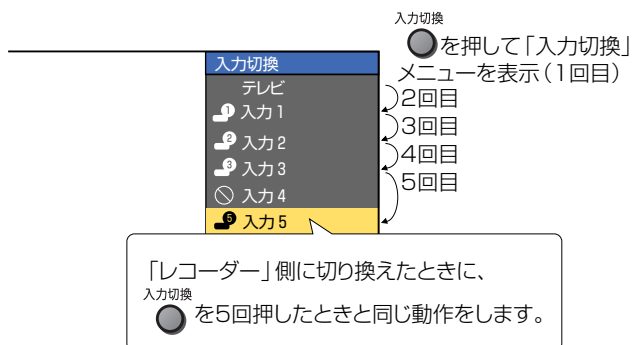 入力切換
を押して「入力切換」
メニューを表示(1回目)
入力切換
テレビ
1 入力1
2 入力2
3 入力3
入力4
5 入力5
2回目
3回目
4回目
5回目
「レコーダー」側に切り換えたときに、
入力切換
を5回押したときと同じ動作をします。